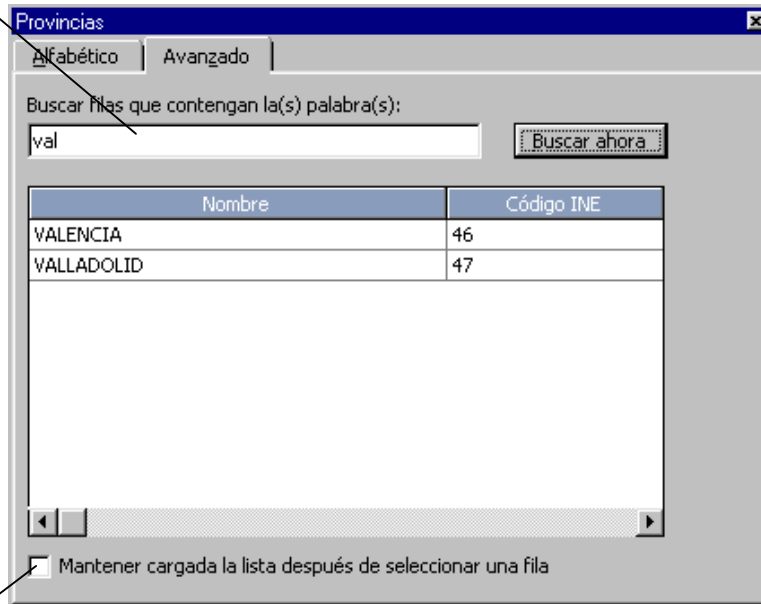 Provincias
Alfabético Avanzado
Buscar filas que contengan la(s) palabra(s):
val Buscar ahora
Nombre Código INE
VALENCIA 46
VALLADOLID 47
Mantener cargada la lista después de seleccionar una fila